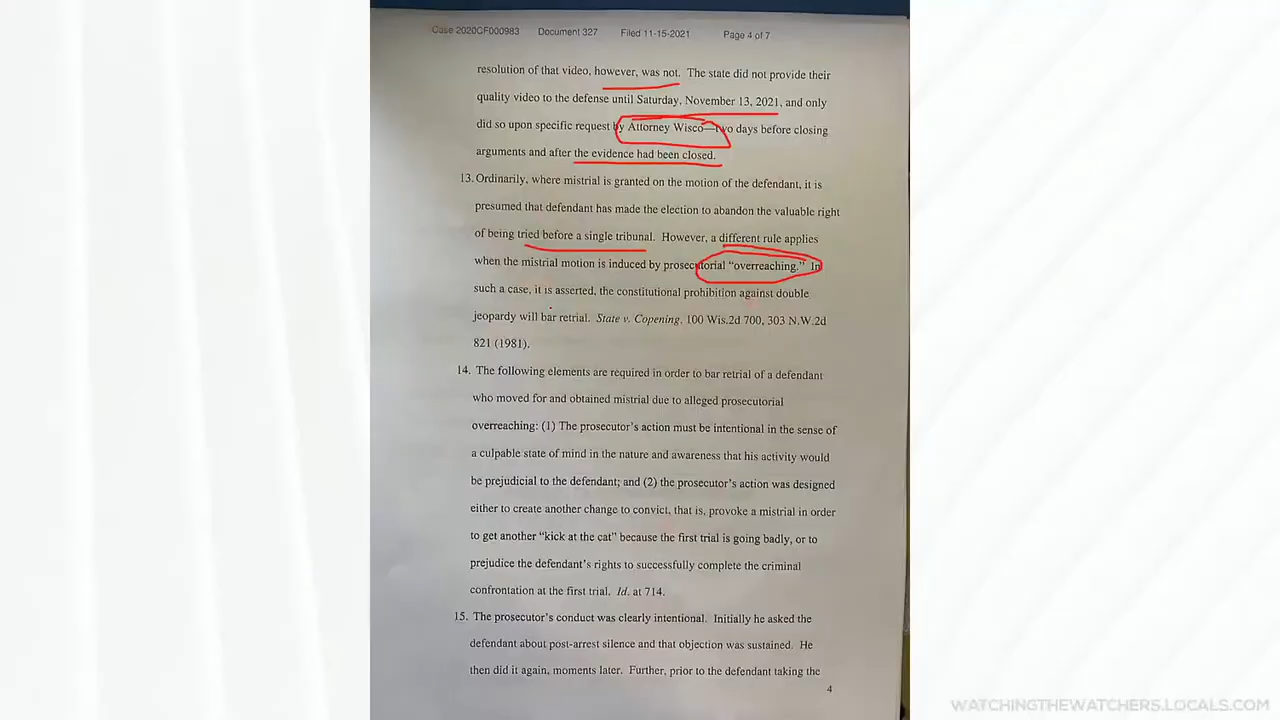 Case 2020CF000983 Document 327 Filed 11-15-2021 Page 4 of 7
resolution of that video, however, was not. The state did not provide their
quality video to the defense until Saturday, November 13, 2021, and only
did so upon specific request by Attorney Wisco—two days before closing
arguments and after the evidence had been closed.
13. Ordinarily, where mistrial is granted on the motion of the defendant, it is
presumed that defendant has made the election to abandon the valuable right
of being tried before a single tribunal. However, a different rule applies
when the mistrial motion is induced by prosecutorial “overreaching.” In
such a case, it is asserted, the constitutional prohibition against double
jeopardy will bar retrial. State v. Copening, 100 Wis.2d 700, 303 N.W.2d
821 (1981).
14. The following elements are required in order to bar retrial of a defendant
who moved for and obtained mistrial due to alleged prosecutorial
overreaching: (1) The prosecutor’s action must be intentional in the sense of
a culpable state of mind in the nature and awareness that his activity would
be prejudicial to the defendant; and (2) the prosecutor’s action was designed
either to create another change to convict, that is, provoke a mistrial in order
to get another “kick at the cat” because the first trial is going badly, or to
prejudice the defendant’s rights to successfully complete the criminal
confrontation at the first trial. Id. at 714.
15. The prosecutor’s conduct was clearly intentional. Initially he asked the
defendant about post-arrest silence and that objection was sustained. He
then did it again, moments later. Further, prior to the defendant taking the
4
WATCHINGTHEWATCHERS.LOCALS.COM